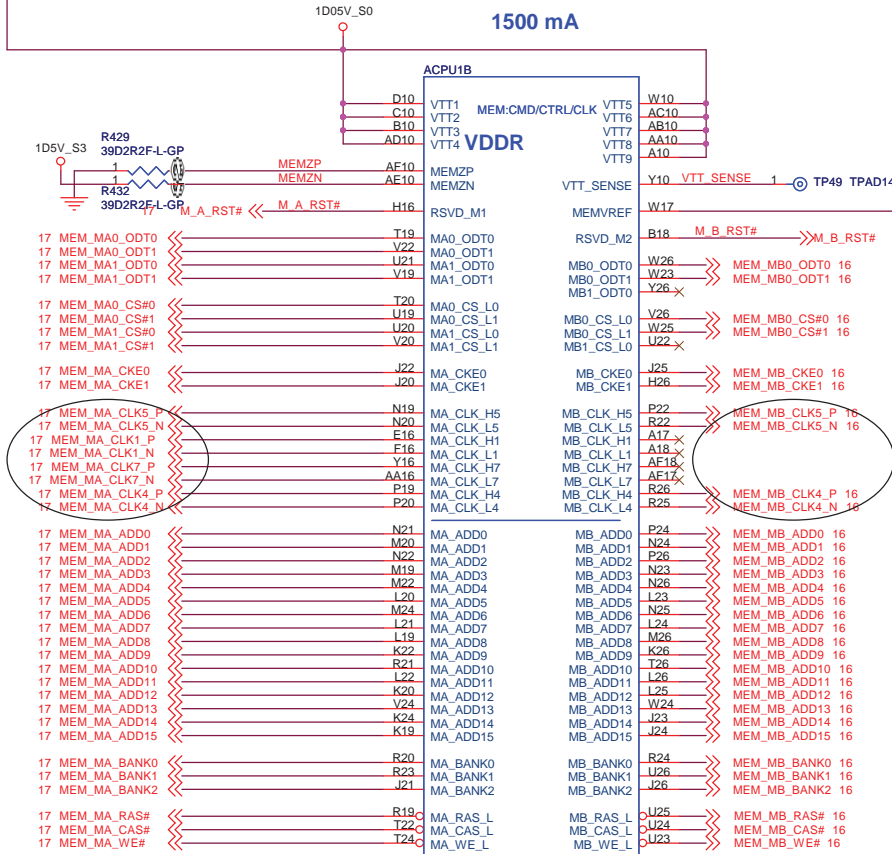 1D05V_S0
1500 mA
ACPU1B
D10 VTT1 MEM:CMD/CTRL/CLK VTT5 W10
C10 VTT2 VTT6 AC10
B10 VTT3 VDDR VTT7 AB10
AD10 VTT4 VTT8 AA10
VTT9 A10
R429
39D2R2F-L-GP
1D5V_S3
1 MEMZP AF10 MEMZP
1 MEMZN AE10 MEMZN VTT_SENSE Y10 VTT_SENSE 1 TP49 TPAD14
R432
39D2R2F-L-GP
17 M_A_RST# M_A_RST# H16 RSVD_M1 MEMVREF W17
RSVD_M2 B18 M_B_RST# M_B_RST#
17 MEM_MA0_ODT0 T19 MA0_ODT0
V22 MA0_ODT1
17 MEM_MA1_ODT0 U21 MA1_ODT0 MB0_ODT0 W26 MEM_MB0_ODT0 16
17 MEM_MA1_ODT1 V19 MA1_ODT1 MB0_ODT1 W23 MEM_MB0_ODT1 16
MB1_ODT0 Y26
17 MEM_MA0_CS#0 T20 MA0_CS_L0
17 MEM_MA0_CS#1 U19 MA0_CS_L1 MB0_CS_L0 V26 MEM_MB0_CS#0 16
17 MEM_MA1_CS#0 U20 MA1_CS_L0 MB0_CS_L1 W25 MEM_MB0_CS#1 16
17 MEM_MA1_CS#1 V20 MA1_CS_L1 MB1_CS_L0 U22
17 MEM_MA_CKE0 J22 MA_CKE0 MB_CKE0 J25 MEM_MB_CKE0 16
17 MEM_MA_CKE1 J20 MA_CKE1 MB_CKE1 H26 MEM_MB_CKE1 16
17 MEM_MA_CLK5_P N19 MA_CLK_H5 MB_CLK_H5 P22 MEM_MB_CLK5_P 16
17 MEM_MA_CLK5_N N20 MA_CLK_L5 MB_CLK_L5 R22 MEM_MB_CLK5_N 16
17 MEM_MA_CLK1_P E16 MA_CLK_H1 MB_CLK_H1 A17
17 MEM_MA_CLK1_N F16 MA_CLK_L1 MB_CLK_L1 A18
17 MEM_MA_CLK7_P Y16 MA_CLK_H7 MB_CLK_H7 AF18
17 MEM_MA_CLK7_N AA16 MA_CLK_L7 MB_CLK_L7 AF17
17 MEM_MA_CLK4_P P19 MA_CLK_H4 MB_CLK_H4 R26 MEM_MB_CLK4_P 16
17 MEM_MA_CLK4_N P20 MA_CLK_L4 MB_CLK_L4 R25 MEM_MB_CLK4_N 16
17 MEM_MA_ADD0 N21 MA_ADD0 MB_ADD0 P24 MEM_MB_ADD0 16
17 MEM_MA_ADD1 M20 MA_ADD1 MB_ADD1 N24 MEM_MB_ADD1 16
17 MEM_MA_ADD2 N22 MA_ADD2 MB_ADD2 P26 MEM_MB_ADD2 16
17 MEM_MA_ADD3 M19 MA_ADD3 MB_ADD3 N23 MEM_MB_ADD3 16
17 MEM_MA_ADD4 M22 MA_ADD4 MB_ADD4 N26 MEM_MB_ADD4 16
17 MEM_MA_ADD5 L20 MA_ADD5 MB_ADD5 L23 MEM_MB_ADD5 16
17 MEM_MA_ADD6 M24 MA_ADD6 MB_ADD6 N25 MEM_MB_ADD6 16
17 MEM_MA_ADD7 L21 MA_ADD7 MB_ADD7 L24 MEM_MB_ADD7 16
17 MEM_MA_ADD8 L19 MA_ADD8 MB_ADD8 M26 MEM_MB_ADD8 16
17 MEM_MA_ADD9 K22 MA_ADD9 MB_ADD9 K26 MEM_MB_ADD9 16
17 MEM_MA_ADD10 R21 MA_ADD10 MB_ADD10 T26 MEM_MB_ADD10 16
17 MEM_MA_ADD11 L22 MA_ADD11 MB_ADD11 L26 MEM_MB_ADD11 16
17 MEM_MA_ADD12 K20 MA_ADD12 MB_ADD12 L25 MEM_MB_ADD12 16
17 MEM_MA_ADD13 V24 MA_ADD13 MB_ADD13 W24 MEM_MB_ADD13 16
17 MEM_MA_ADD14 K24 MA_ADD14 MB_ADD14 J23 MEM_MB_ADD14 16
17 MEM_MA_ADD15 K19 MA_ADD15 MB_ADD15 J24 MEM_MB_ADD15 16
17 MEM_MA_BANK0 R20 MA_BANK0 MB_BANK0 R24 MEM_MB_BANK0 16
17 MEM_MA_BANK1 R23 MA_BANK1 MB_BANK1 U26 MEM_MB_BANK1 16
17 MEM_MA_BANK2 J21 MA_BANK2 MB_BANK2 J26 MEM_MB_BANK2 16
17 MEM_MA_RAS# R19 MA_RAS_L MB_RAS_L U25 MEM_MB_RAS# 16
17 MEM_MA_CAS# T22 MA_CAS_L MB_CAS_L U24 MEM_MB_CAS# 16
17 MEM_MA_WE# T24 MA_WE_L MB_WE_L U23 MEM_MB_WE# 16